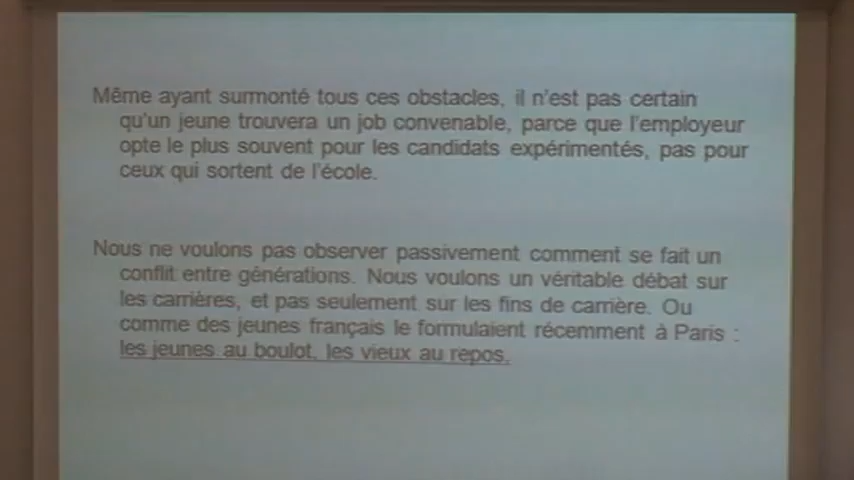 Même ayant surmonté tous ces obstacles, il n'est pas certain
qu'un jeune trouvera un job convenable, parce que l'employeur
opte le plus souvent pour les candidats expérimentés, pas pour
ceux qui sortent de l'école.
Nous ne voulons pas observer passivement comment se fait un
conflit entre générations. Nous voulons un véritable débat sur
les carrières, et pas seulement sur les fins de carrière. Ou
comme des jeunes français le formulaient récemment à Paris :
les jeunes au boulot, les vieux au repos.